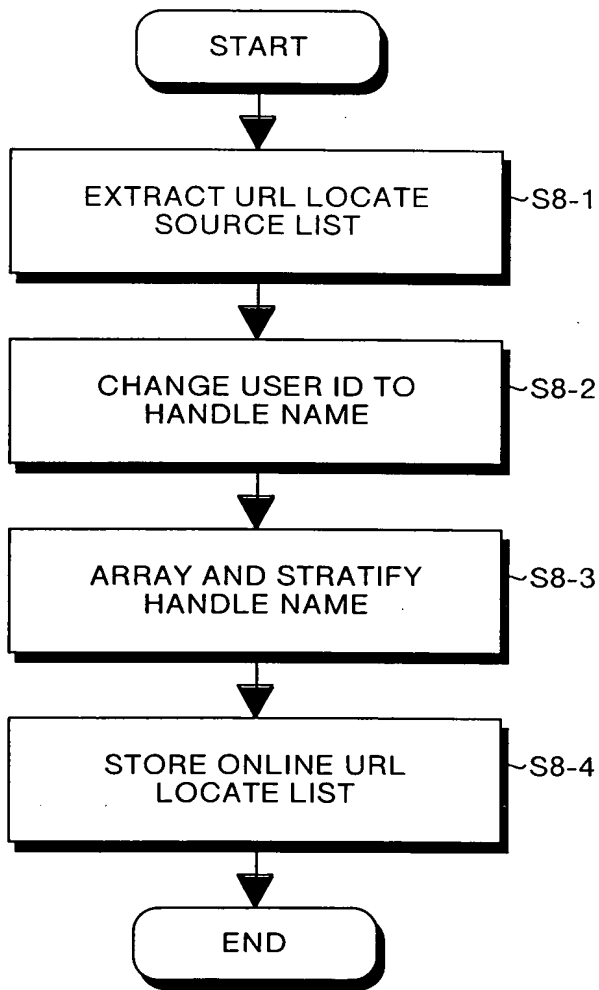 START
EXTRACT URL LOCATE
SOURCE LIST
S8-1
CHANGE USER ID TO
HANDLE NAME
S8-2
ARRAY AND STRATIFY
HANDLE NAME
S8-3
STORE ONLINE URL
LOCATE LIST
S8-4
END